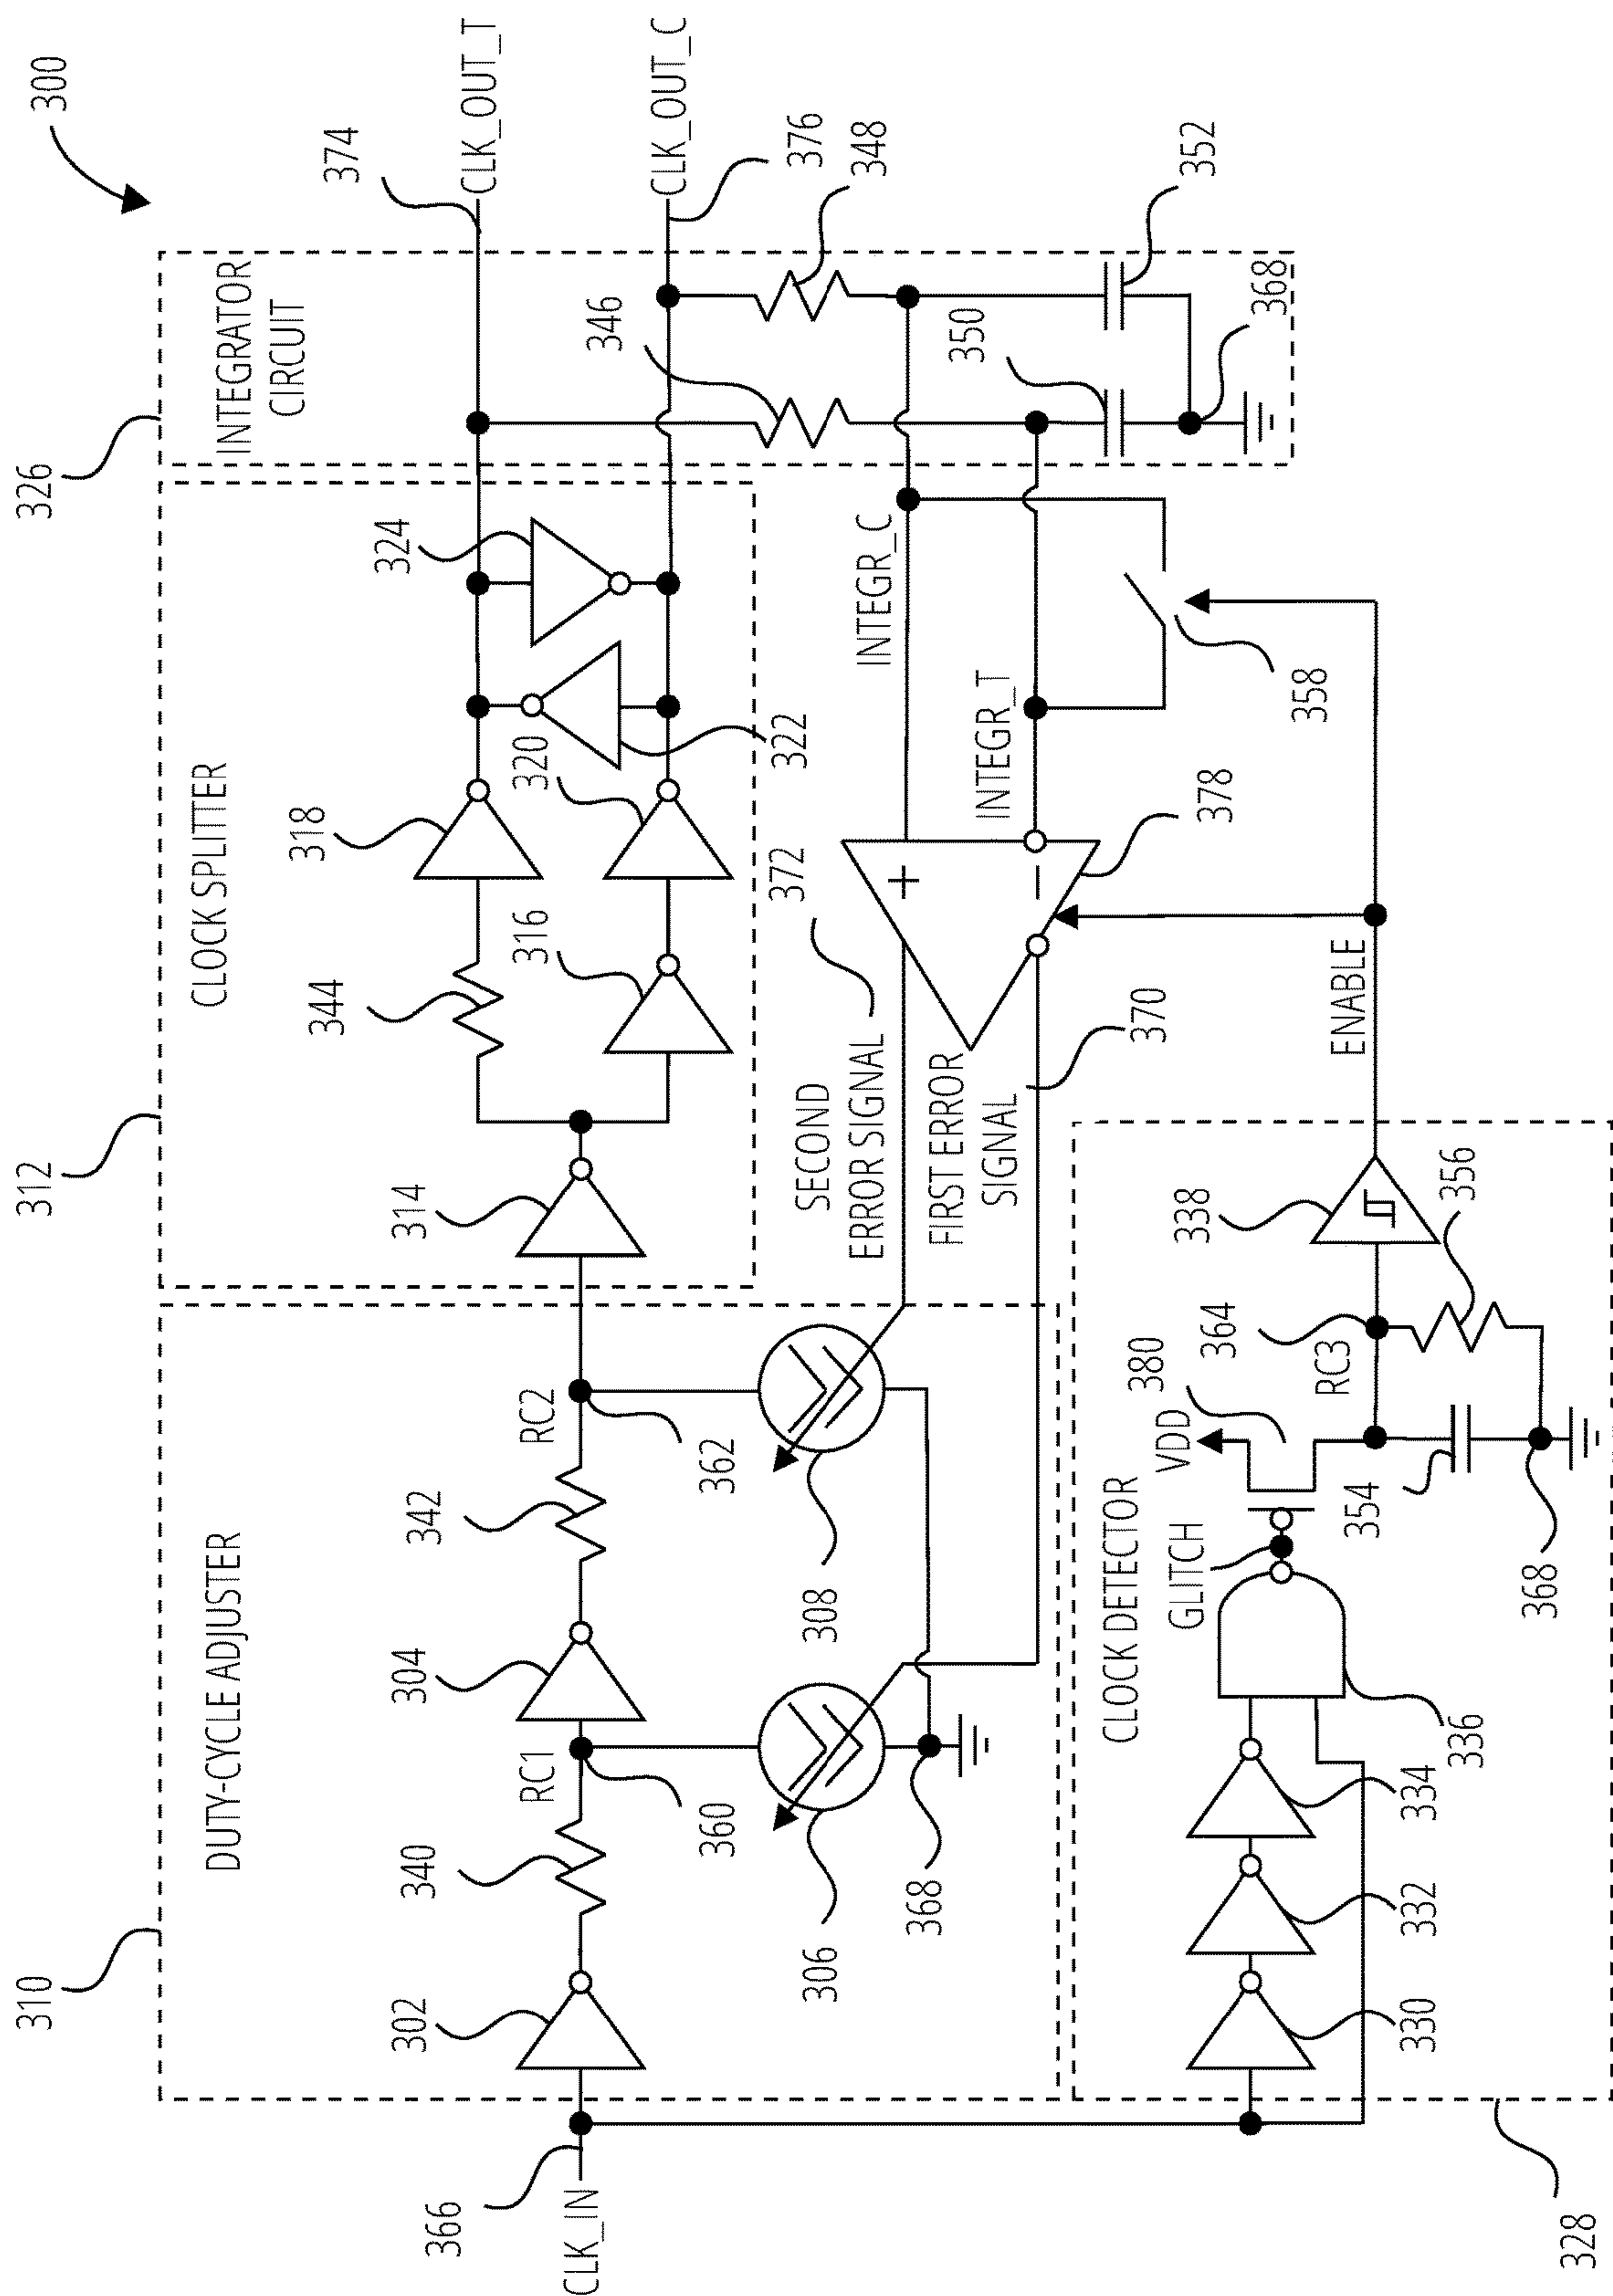 300
326
312
310
INTEGRATOR
CIRCUIT
CLOCK SPLITTER
DUTY-CYCLE ADJUSTER
374
CLK_OUT_T
376
CLK_OUT_C
348
352
346
350
368
324
322
318
320
316
344
314
INTEGR_C
INTEGR_T
358
378
372
SECOND
ERROR SIGNAL
FIRST ERROR
SIGNAL
370
ENABLE
RC2
362
342
304
308
RC1
360
340
302
306
368
366
CLK_IN
CLOCK DETECTOR
GLITCH
VDD
380
RC3
364
338
356
354
368
336
334
332
330
328